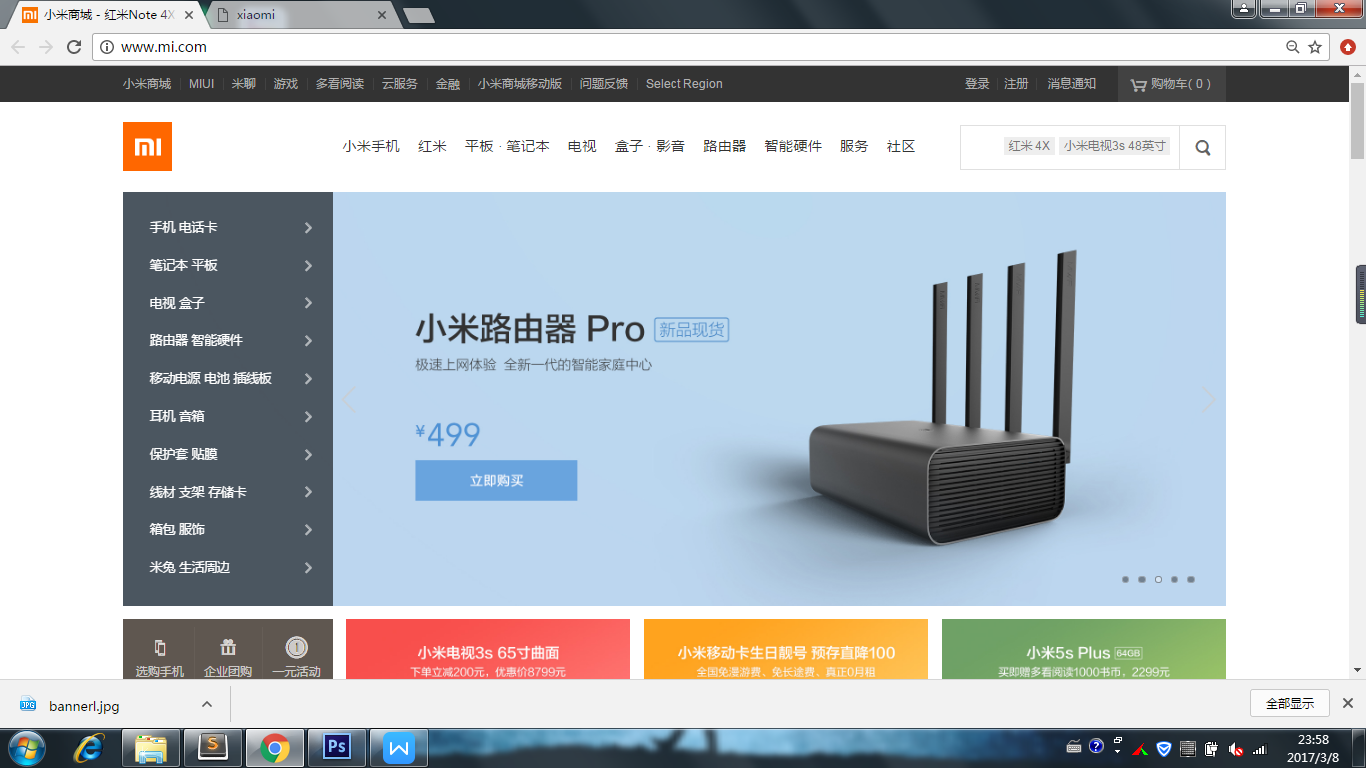 小米商城 - 红米Note 4X
xiaomi
www.mi.com
小米商城 MIUI 米聊 游戏 多看阅读 云服务 金融 小米商城移动版 问题反馈 Select Region 登录 注册 消息通知 购物车( 0 )
小米手机 红米 平板 · 笔记本 电视 盒子 · 影音 路由器 智能硬件 服务 社区 红米 4X 小米电视3s 48英寸
手机 电话卡
笔记本 平板
电视 盒子
路由器 智能硬件
移动电源 电池 插线板
耳机 音箱
保护套 贴膜
线材 支架 存储卡
箱包 服饰
米兔 生活周边
小米路由器 Pro 新品现货
极速上网体验 全新一代的智能家庭中心
¥499
立即购买
选购手机 企业团购 一元活动
小米电视3s 65寸曲面
下单立减200元，优惠价8799元
小米移动卡生日靓号 预存直降100
全国免漫游费、免长途费、真正0月租
小米5s Plus 64GB
买即赠多看阅读1000书币，2299元
JPG bannerl.jpg 全部显示
S Ps W
23:58
2017/3/8